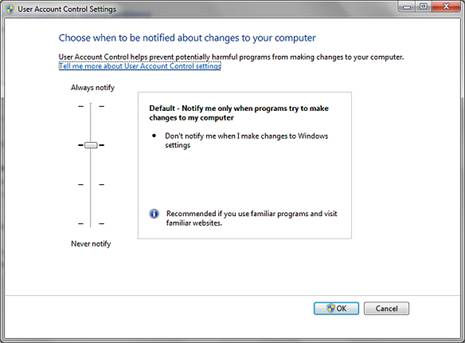 User Account Control Settings
Choose when to be notified about changes to your computer
User Account Control helps prevent potentially harmful programs from making changes to your computer.
Tell me more about User Account Control settings
Always notify
Default - Notify me only when programs try to make
changes to my computer
• Don't notify me when I make changes to Windows
settings
Recommended if you use familiar programs and visit
familiar websites.
Never notify
OK
Cancel